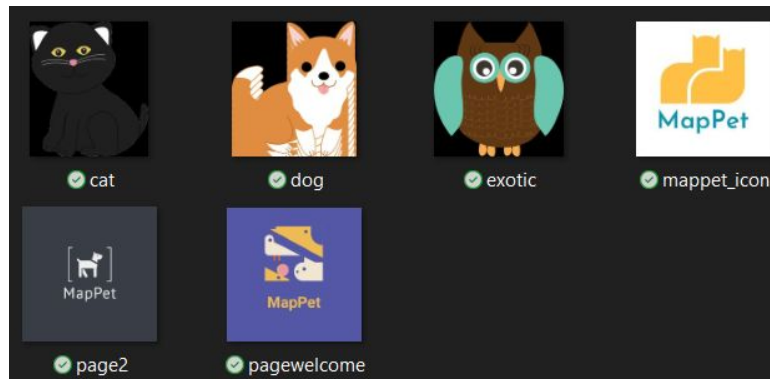 MapPet
cat
dog
exotic
mappet_icon
MapPet
MapPet
page2
pagewelcome